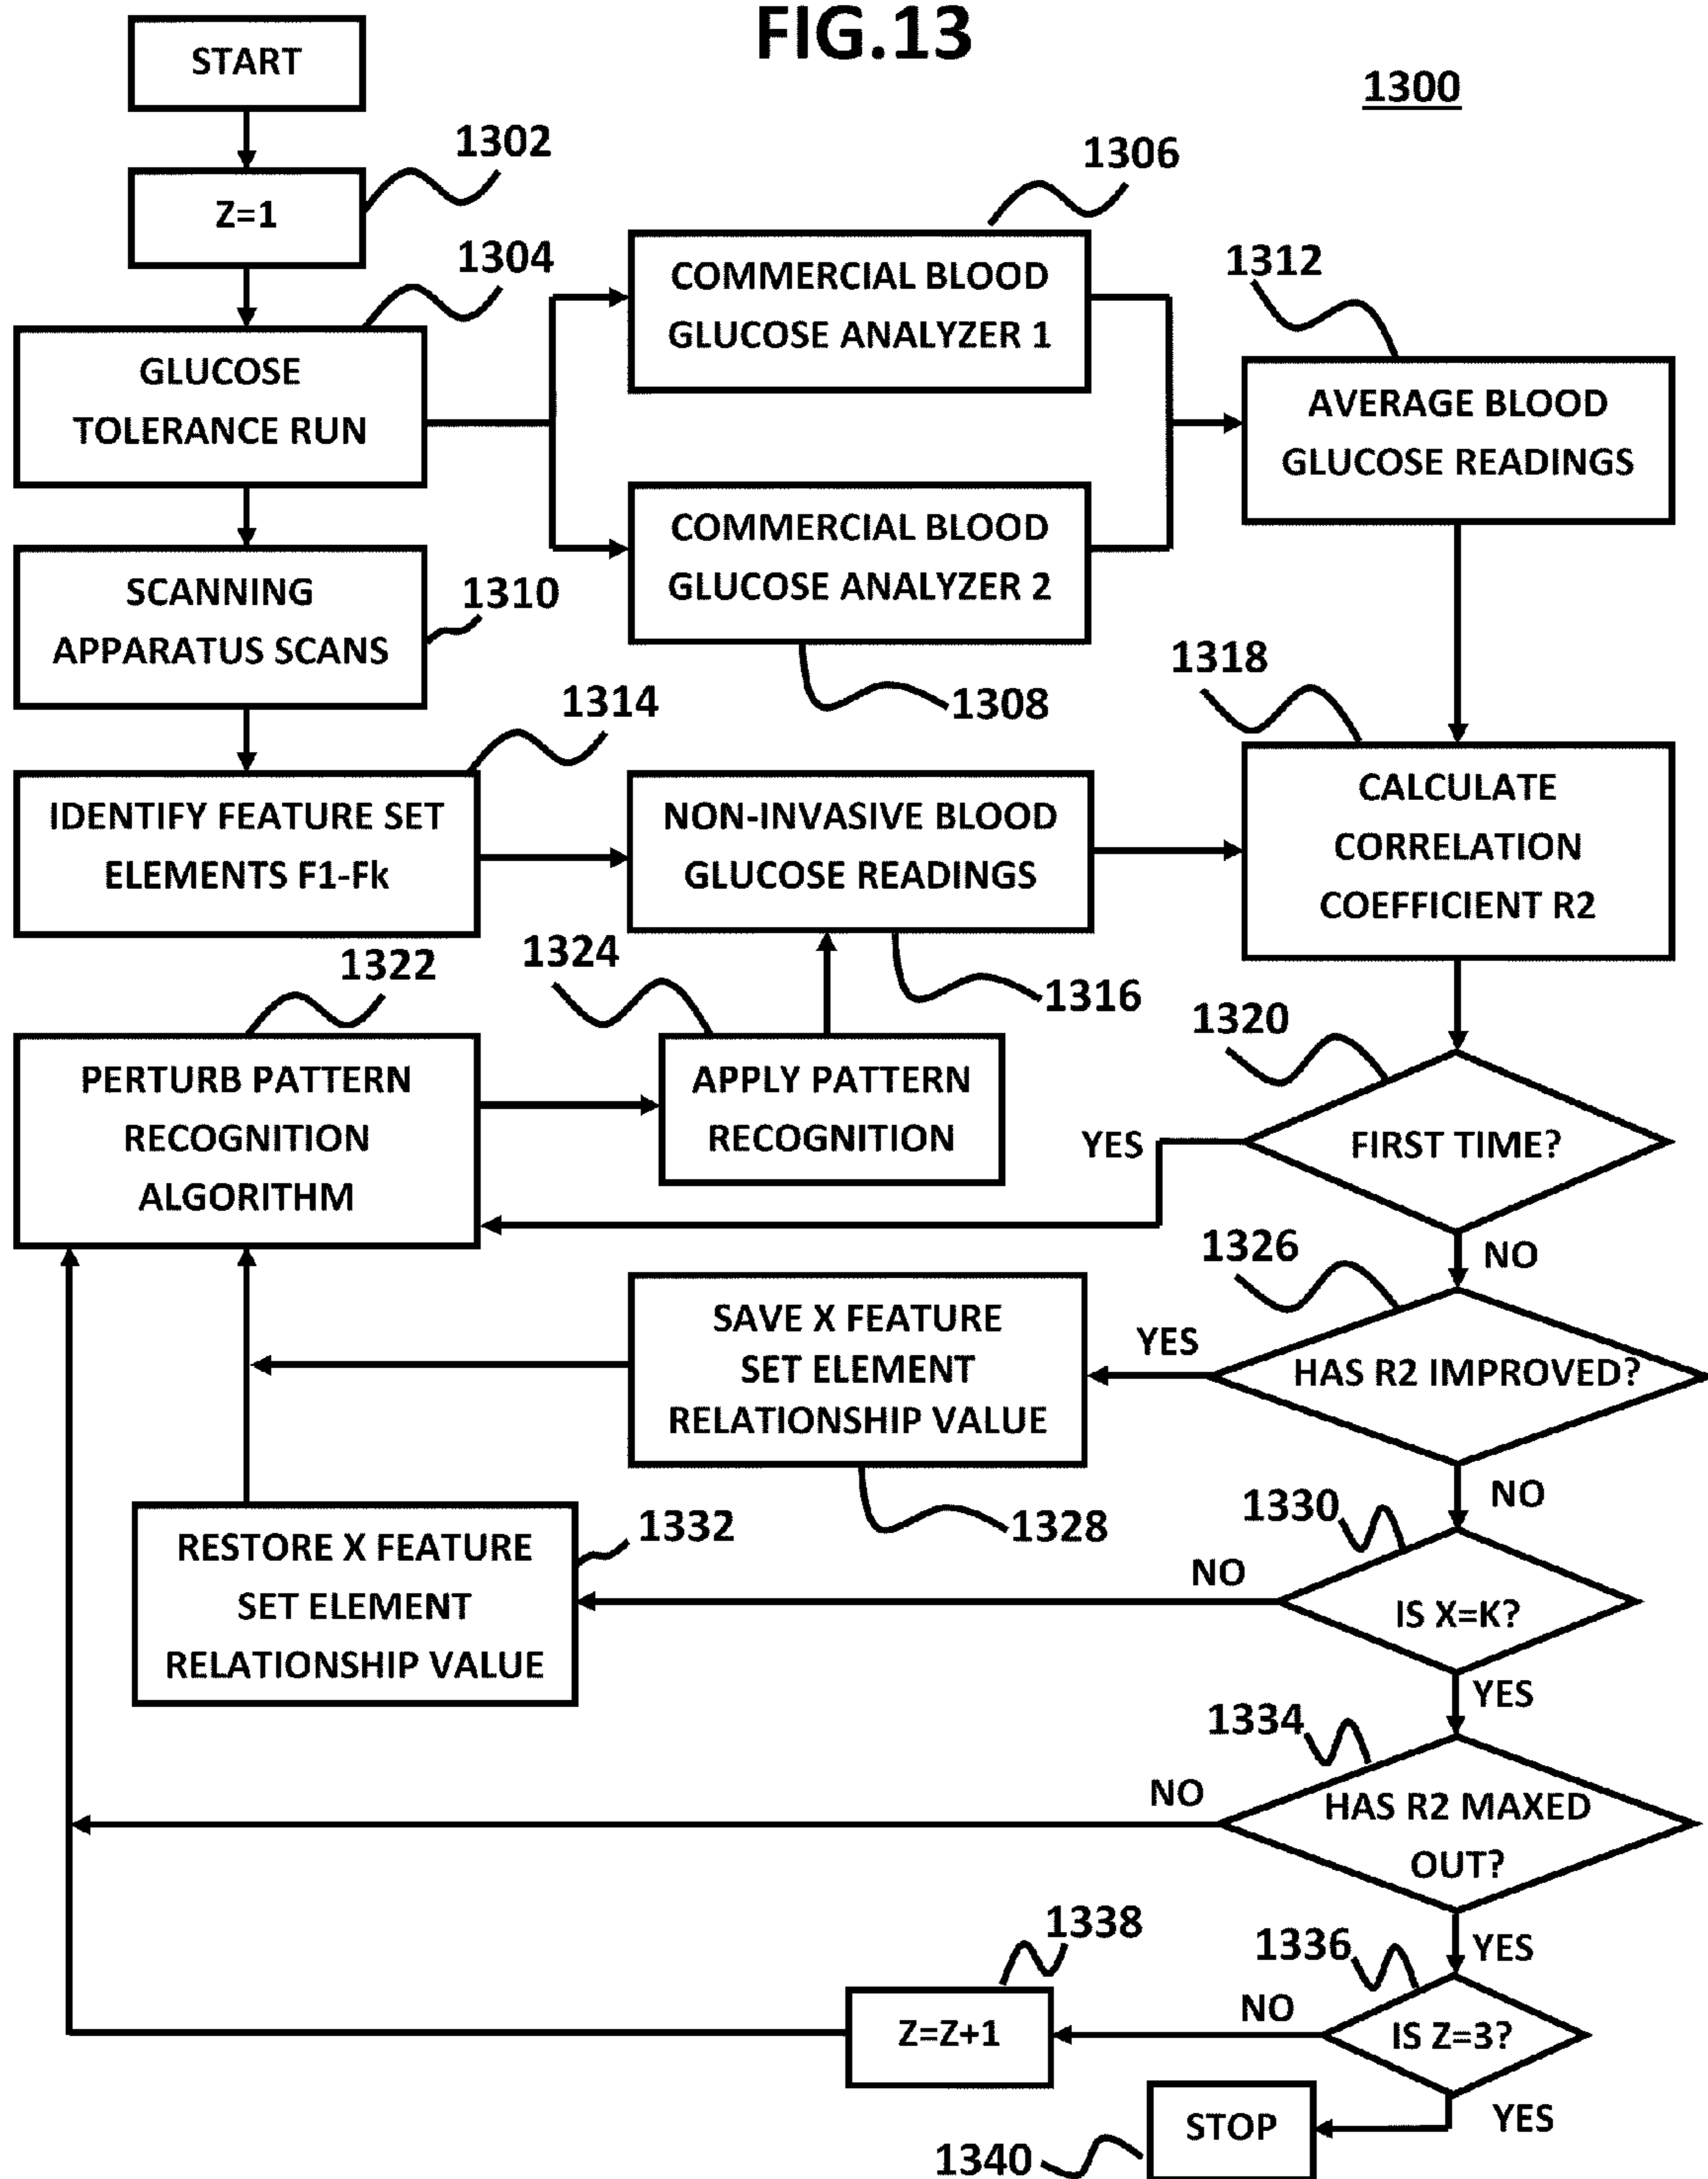 FIG.13
1300
START
1302
Z=1
1304
GLUCOSE
TOLERANCE RUN
1306
COMMERCIAL BLOOD
GLUCOSE ANALYZER 1
1312
AVERAGE BLOOD
GLUCOSE READINGS
COMMERCIAL BLOOD
GLUCOSE ANALYZER 2
1308
SCANNING
APPARATUS SCANS
1310
1314
IDENTIFY FEATURE SET
ELEMENTS F1-Fk
NON-INVASIVE BLOOD
GLUCOSE READINGS
1316
1318
CALCULATE
CORRELATION
COEFFICIENT R2
1322
PERTURB PATTERN
RECOGNITION
ALGORITHM
1324
APPLY PATTERN
RECOGNITION
1320
FIRST TIME?
YES
NO
1326
HAS R2 IMPROVED?
YES
NO
SAVE X FEATURE
SET ELEMENT
RELATIONSHIP VALUE
1328
1330
IS X=K?
NO
YES
RESTORE X FEATURE
SET ELEMENT
RELATIONSHIP VALUE
1332
1334
HAS R2 MAXED
OUT?
NO
YES
1336
IS Z=3?
NO
YES
1338
Z=Z+1
STOP
1340